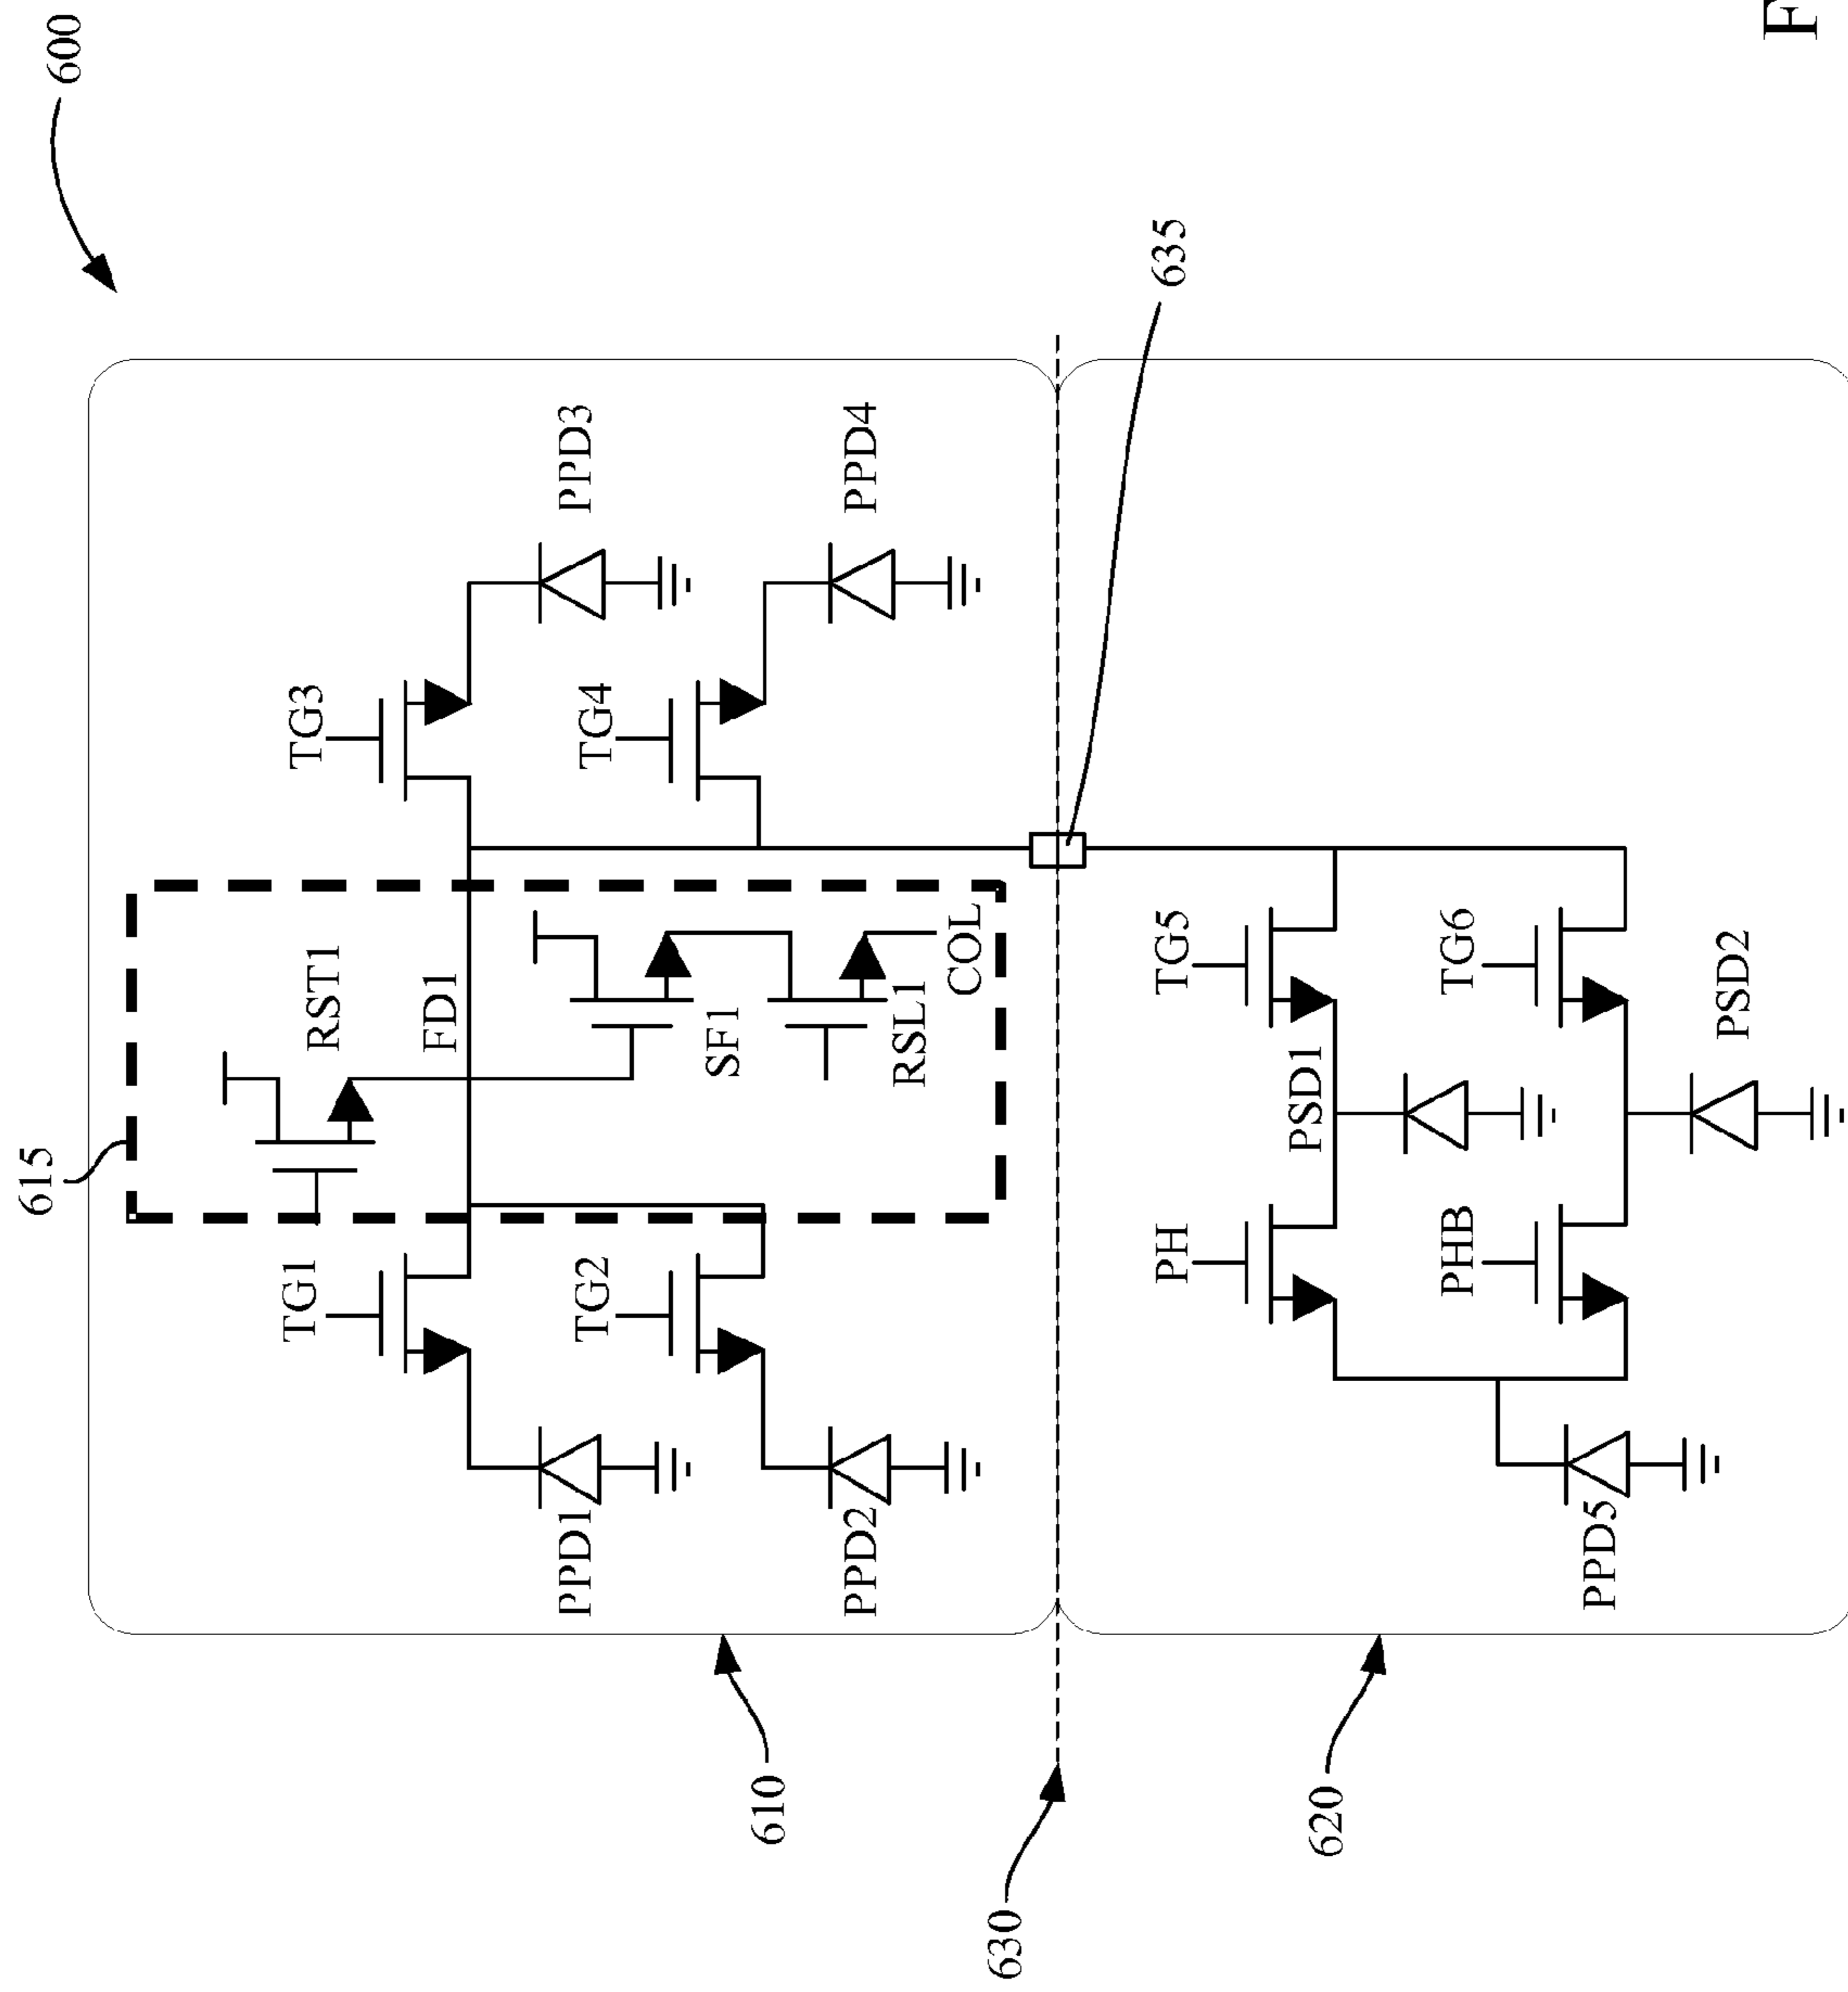 600
615
RST1
TG1
FD1
TG3
PPD1
SF1
PPD3
TG2
RSL1
TG4
PPD2
COL
PPD4
610
630
635
PH
TG5
PSD1
620
PHB
TG6
PPD5
PSD2
F